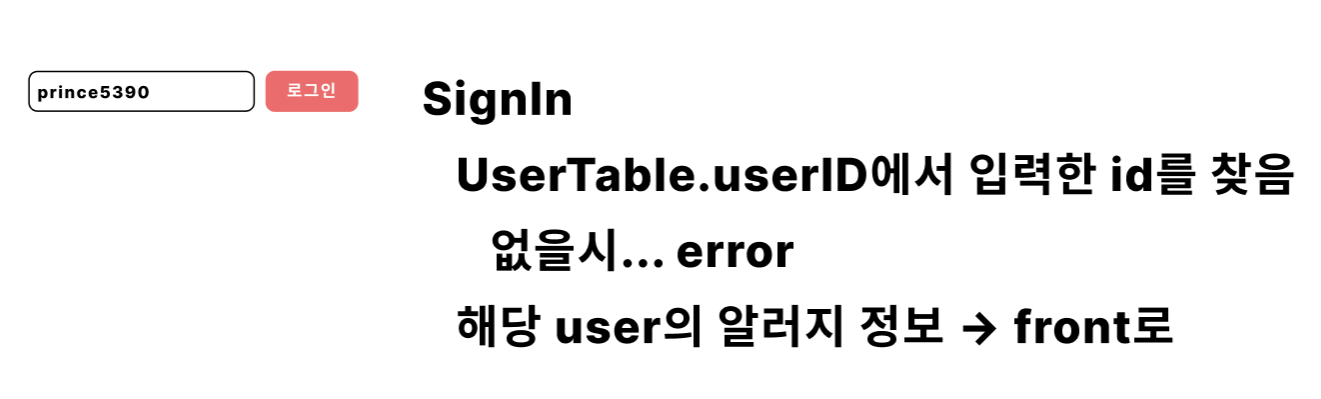 prince5390
로그인
SignIn
UserTable.userID에서 입력한 id를 찾음
없을시... error
해당 user의 알러지 정보 → front로